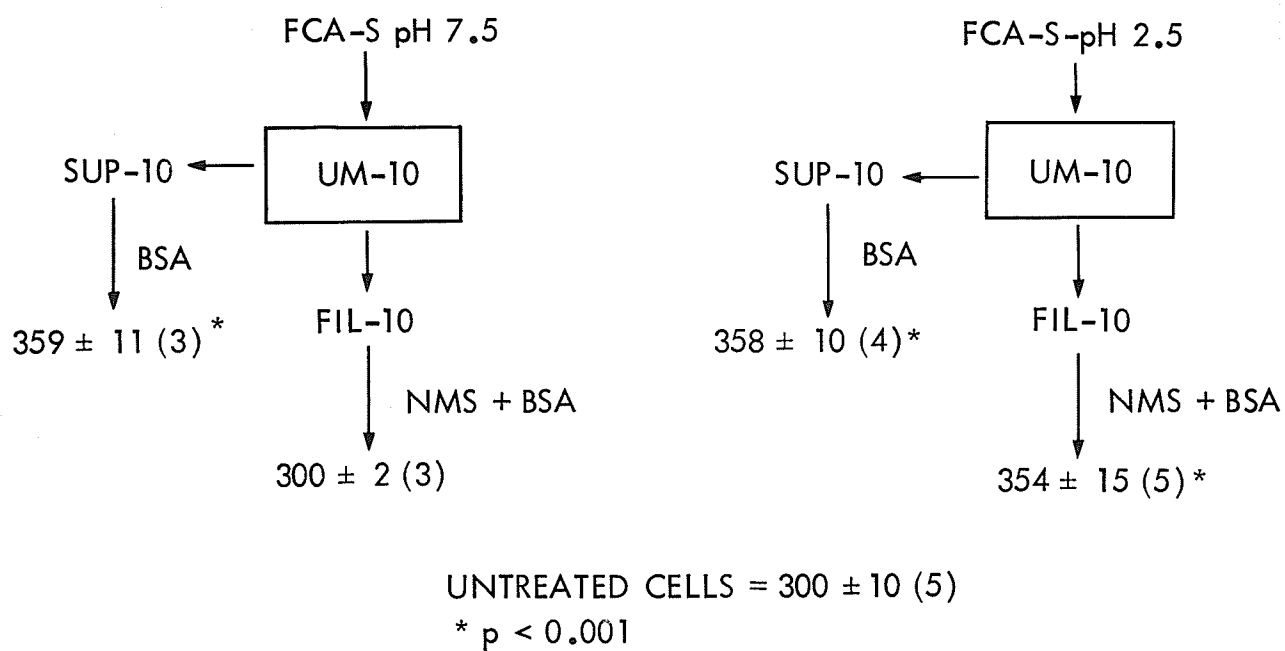 FCA-S pH 7.5
SUP-10
UM-10
BSA
359 ± 11 (3) *
FIL-10
NMS + BSA
300 ± 2 (3)
FCA-S-pH 2.5
SUP-10
UM-10
BSA
358 ± 10 (4)*
FIL-10
NMS + BSA
354 ± 15 (5)*
UNTREATED CELLS = 300 ± 10 (5)
* p < 0.001